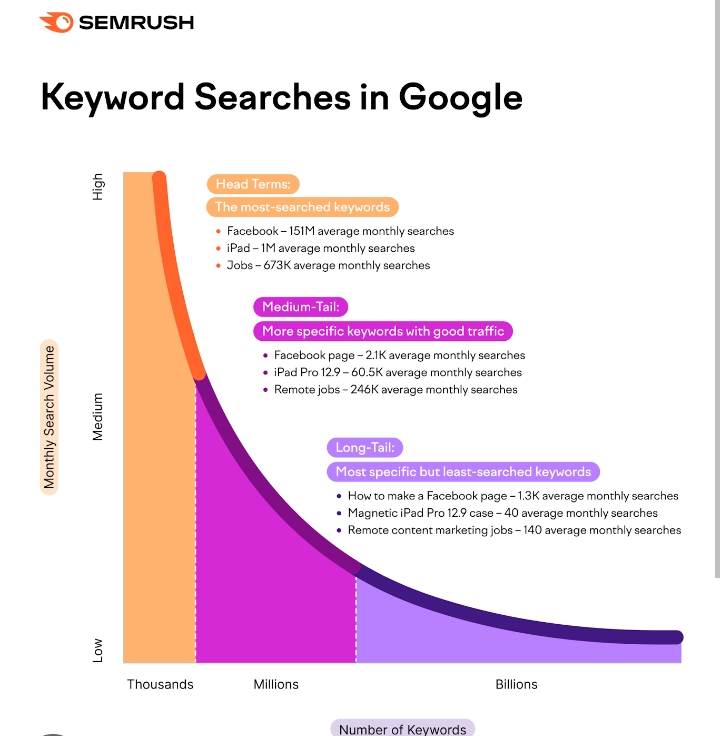 SEMRUSH
Keyword Searches in Google
High
Medium
Low
Monthly Search Volume
Head Terms:
The most-searched keywords
Facebook – 151M average monthly searches
iPad – 1M average monthly searches
Jobs – 673K average monthly searches
Medium-Tail:
More specific keywords with good traffic
Facebook page – 2.1K average monthly searches
iPad Pro 12.9 – 60.5K average monthly searches
Remote jobs – 246K average monthly searches
Long-Tail:
Most specific but least-searched keywords
How to make a Facebook page – 1.3K average monthly searches
Magnetic iPad Pro 12.9 case – 40 average monthly searches
Remote content marketing jobs – 140 average monthly searches
Thousands
Millions
Billions
Number of Keywords